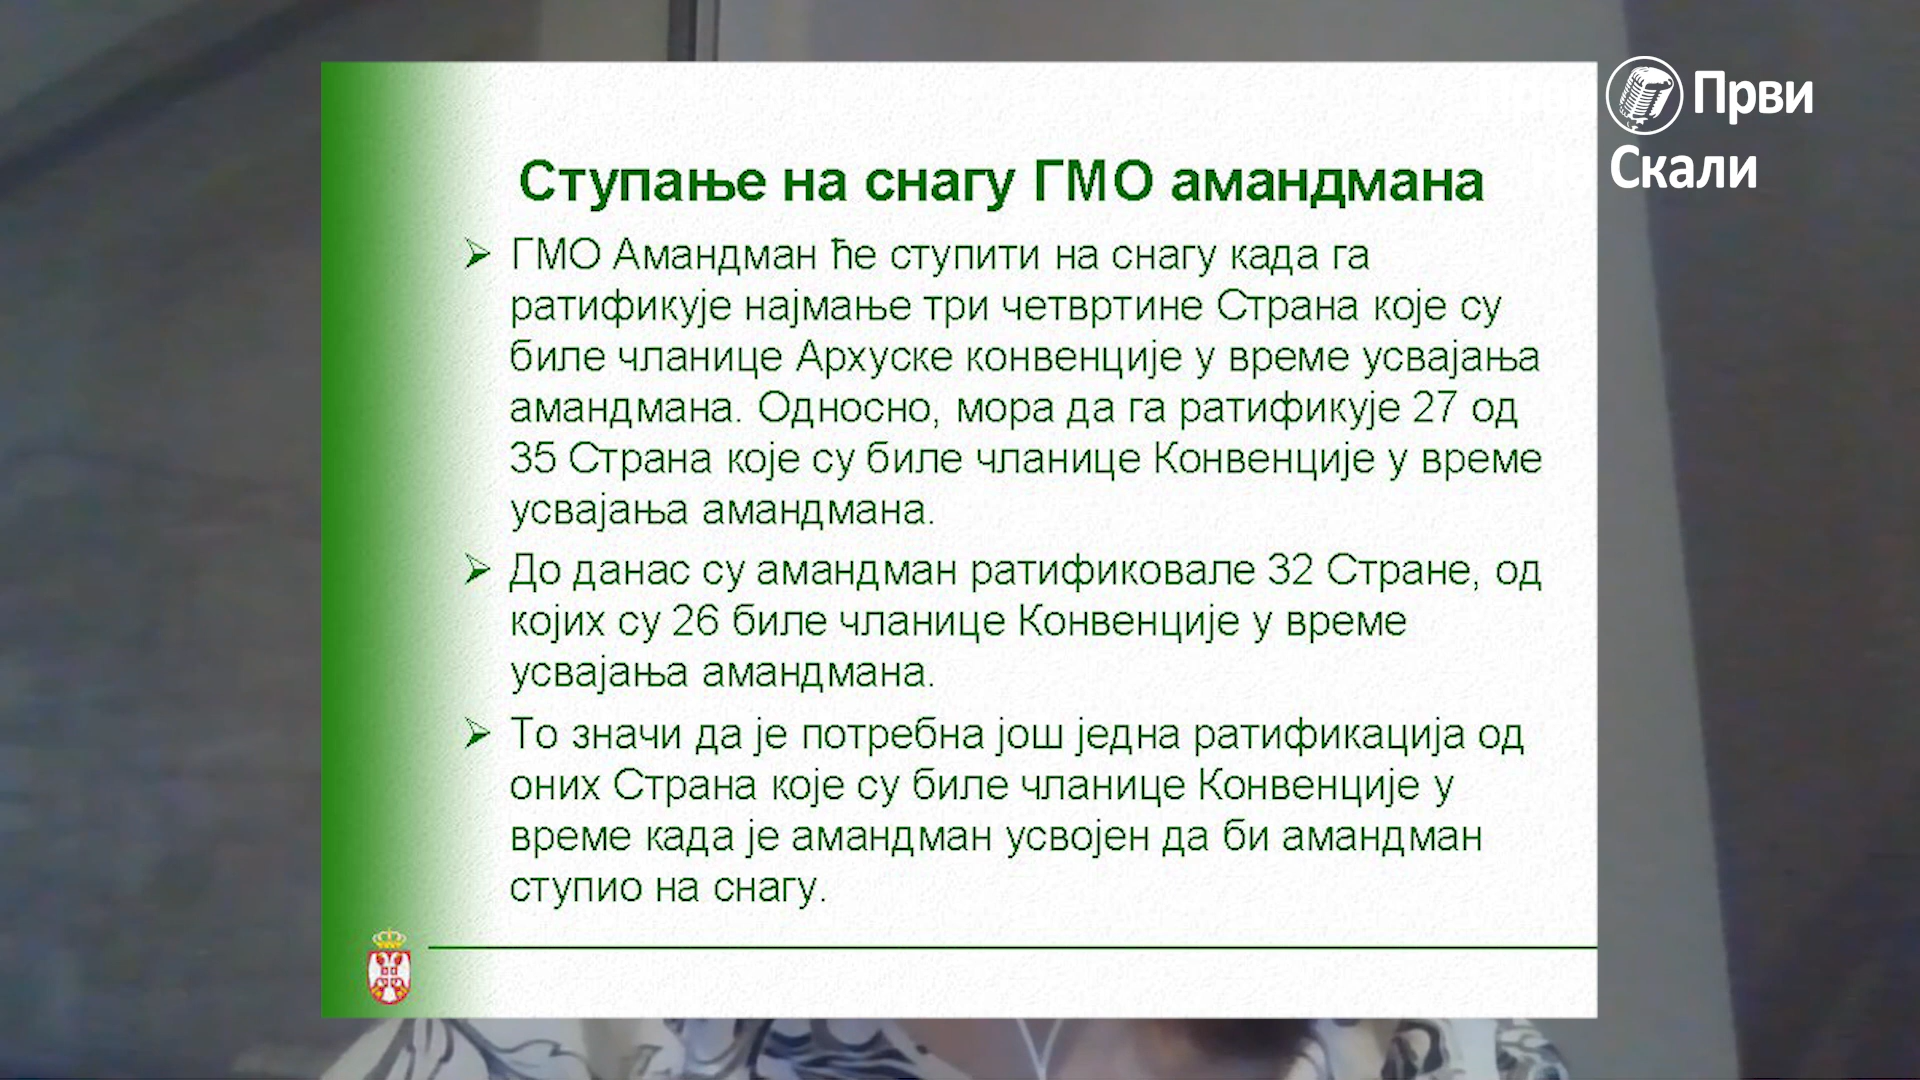 Први
Скали
Ступање на снагу ГМО амандмана
➢ ГМО Амандман ће ступити на снагу када га
ратификује најмање три четвртине Страна које су
биле чланице Архуске конвенције у време усвајања
амандмана. Односно, мора да га ратификује 27 од
35 Страна које су биле чланице Конвенције у време
усвајања амандмана.
➢ До данас су амандман ратификовале 32 Стране, од
којих су 26 биле чланице Конвенције у време
усвајања амандмана.
➢ То значи да је потребна још једна ратификација од
оних Страна које су биле чланице Конвенције у
време када је амандман усвојен да би амандман
ступио на снагу.